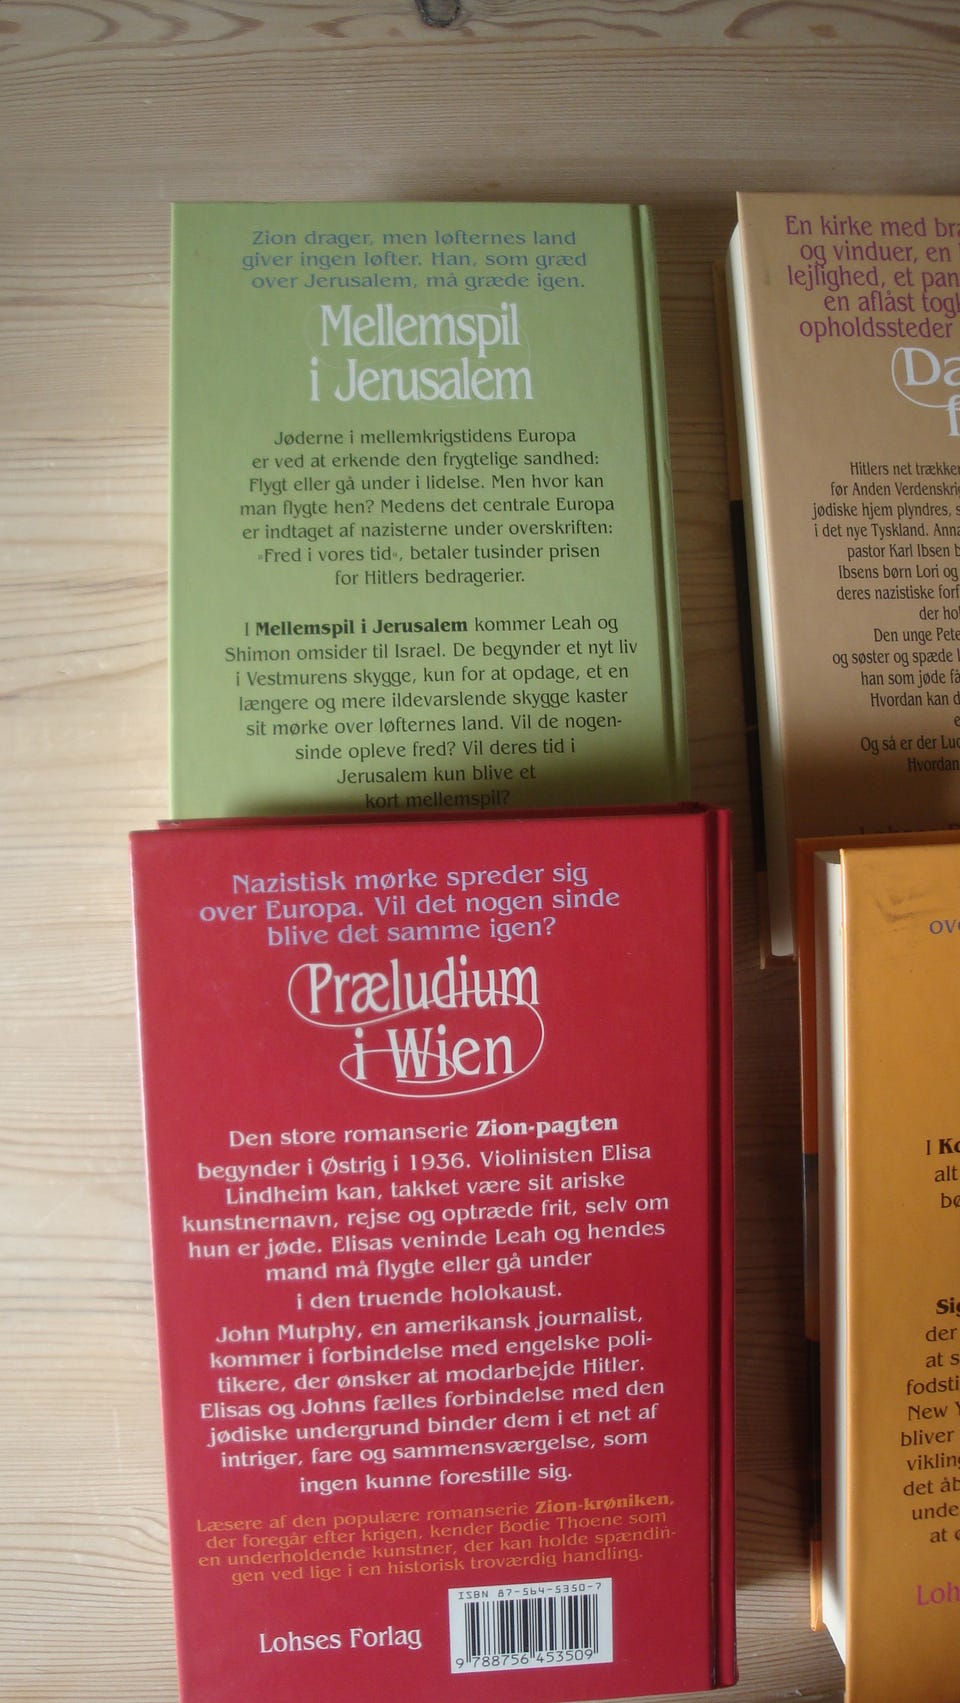 Zion drager, men løfternes land
giver ingen løfter. Han, som græd
over Jerusalem, må græde igen.
Mellemspil
i Jerusalem
Jøderne i mellemkrigstidens Europa
er ved at erkende den frygtelige sandhed:
Flygt eller gå under i lidelse. Men hvor kan
man flygte hen? Medens det centrale Europa
er indtaget af nazisterne under overskriften:
»Fred i vores tid«, betaler tusinder prisen
for Hitlers bedragerier.
I Mellemspil i Jerusalem kommer Leah og
Shimon omsider til Israel. De begynder et nyt liv
i Vestmurens skygge, kun for at opdage, at en
længere og mere ildevarslende skygge kaster
sit mørke over løfternes land. Vil de nogen-
sinde opleve fred? Vil deres tid i
Jerusalem kun blive et
kort mellemspil?
En kirke med
og vinduer, en
lejlighed, et
en aflåst
opholdssteder
Da
f
Hitlers net trækker
før Anden
jødiske hjem plyndres,
i det nye Tyskland.
pastor Karl Ibsen
Ibsens børn Lori og
deres nazistiske
der
Den unge
og søster og spæde
han som jøde
Hvordan kan
Og så er der
Hvordan
Nazistisk mørke spreder sig
over Europa. Vil det nogen sinde
blive det samme igen?
Præludium
i Wien
Den store romanserie Zion-pagten
begynder i Østrig i 1936. Violinisten Elisa
Lindheim kan, takket være sit ariske
kunstnernavn, rejse og optræde frit, selv om
hun er jøde. Elisas veninde Leah og hendes
mand må flygte eller gå under
i den truende holokaust.
John Murphy, en amerikansk journalist,
kommer i forbindelse med engelske poli-
tikere, der ønsker at modarbejde Hitler.
Elisas og Johns fælles forbindelse med den
jødiske undergrund binder dem i et net af
intriger, fare og sammensværgelse, som
ingen kunne forestille sig.
Læsere af den populære romanserie Zion-krøniken,
der foregår efter krigen, kender Bodie Thoene som
en underholdende kunstner, der kan holde spændin-
gen ved lige i en historisk troværdig handling.
Lohses Forlag
ISBN 87-564-5350-7
9 788756 453509
I
alt
der
at
New
bliver
det
at